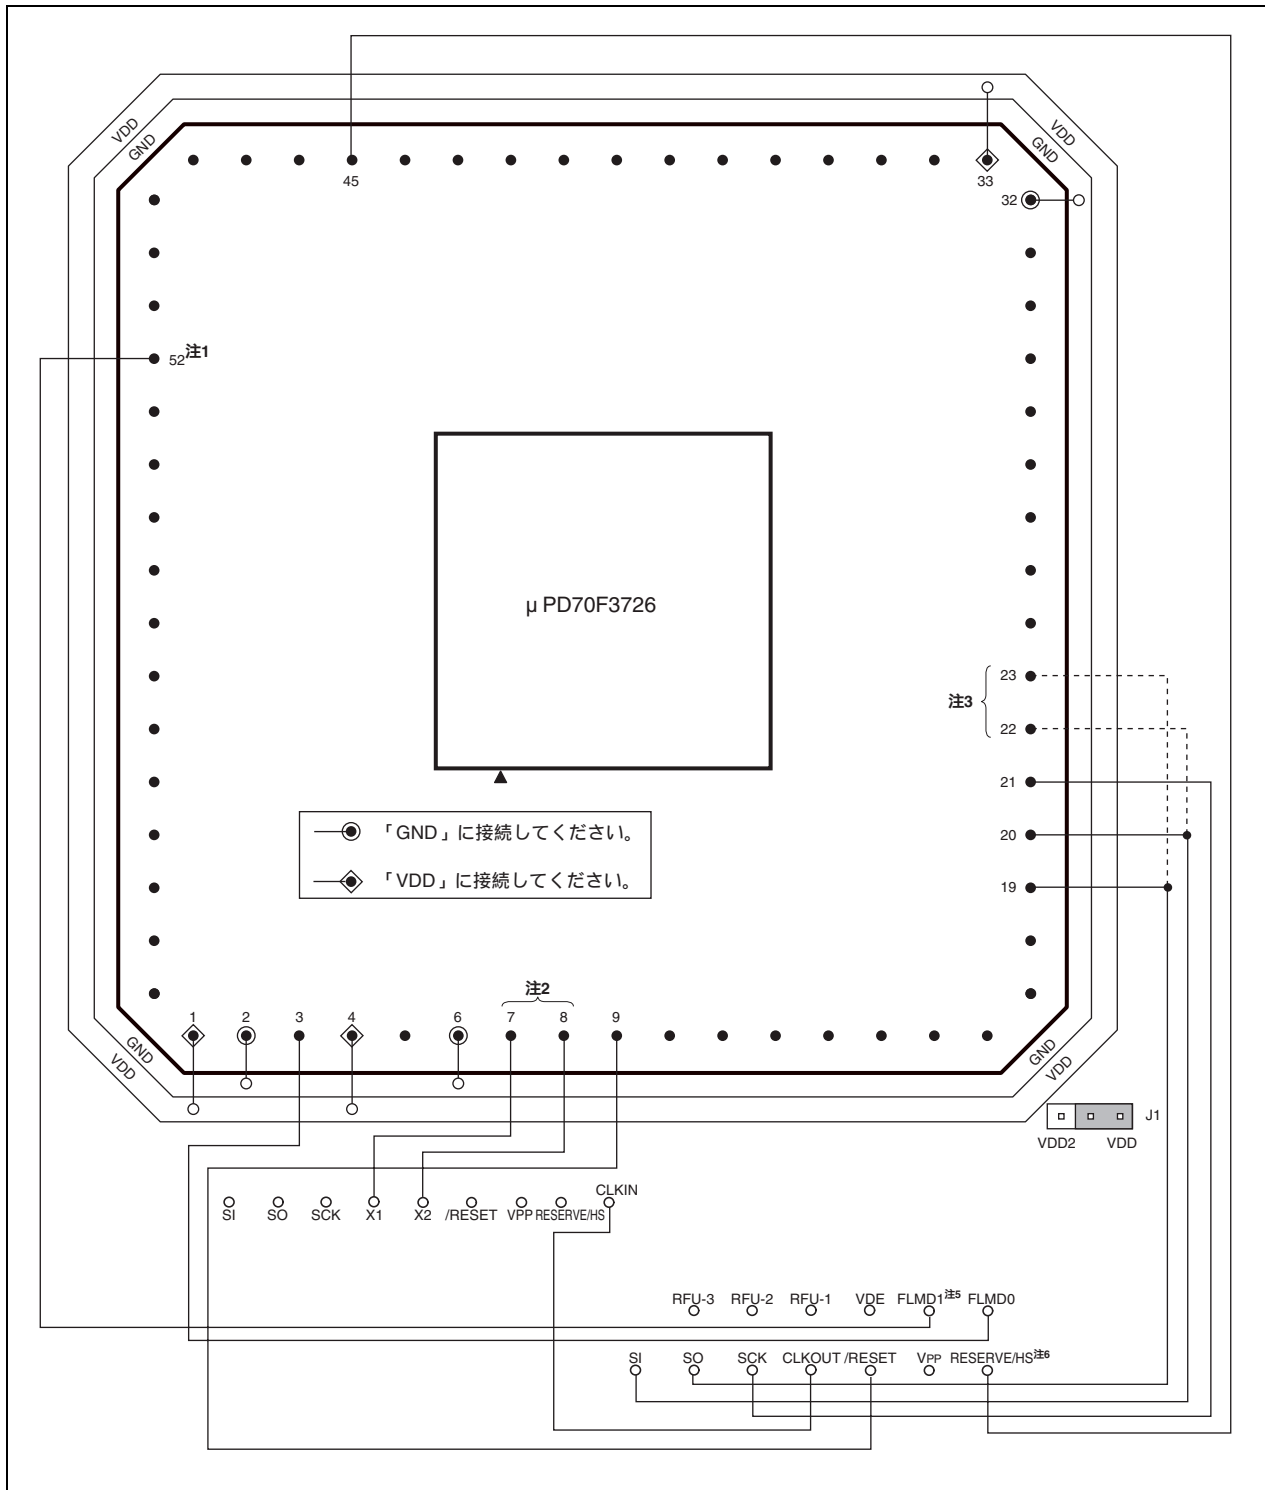 VDD
GND
VDD
GND
45
33
32
52注1
μ PD70F3726
23
注3
22
21
20
19
「GND」に接続してください。
「VDD」に接続してください。
注2
1
2
3
4
6
7
8
9
GND
VDD
GND
VDD
J1
VDD2
VDD
CLKIN
SI
SO
SCK
X1
X2
/RESET
VPP
RESERVE/HS
RFU-3
RFU-2
RFU-1
VDE
FLMD1注5
FLMD0
SI
SO
SCK
CLKOUT
/RESET
VPP
RESERVE/HS注6